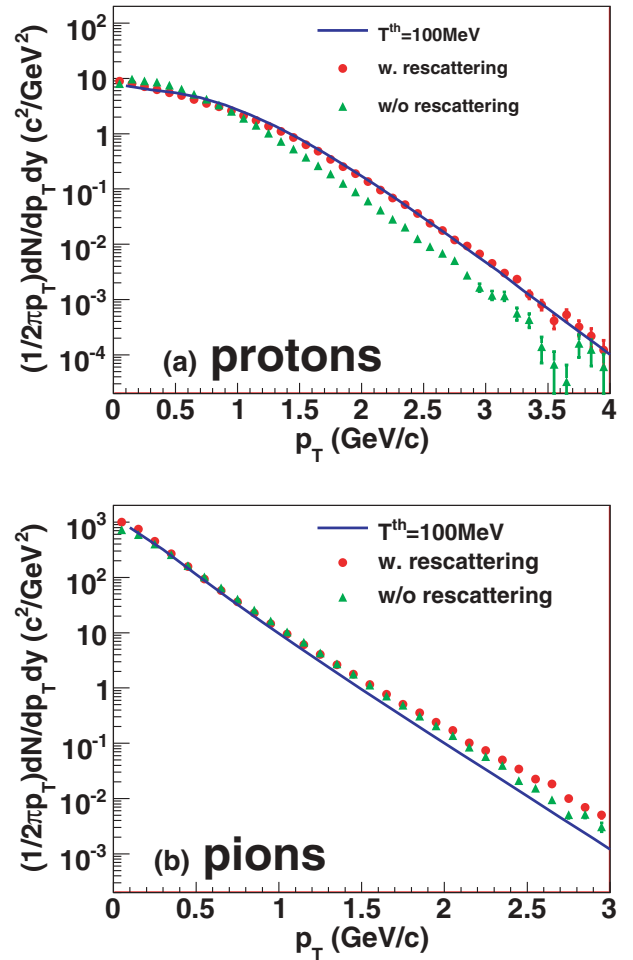 (1/2πp_T)dN/dp_T dy (c²/GeV²)
10²
10
1
10⁻¹
10⁻²
10⁻³
10⁻⁴
T^th=100MeV
w. rescattering
w/o rescattering
(a) protons
0 0.5 1 1.5 2 2.5 3 3.5 4
p_T (GeV/c)
(1/2πp_T)dN/dp_T dy (c²/GeV²)
10³
10²
10
1
10⁻¹
10⁻²
10⁻³
T^th=100MeV
w. rescattering
w/o rescattering
(b) pions
0 0.5 1 1.5 2 2.5 3
p_T (GeV/c)